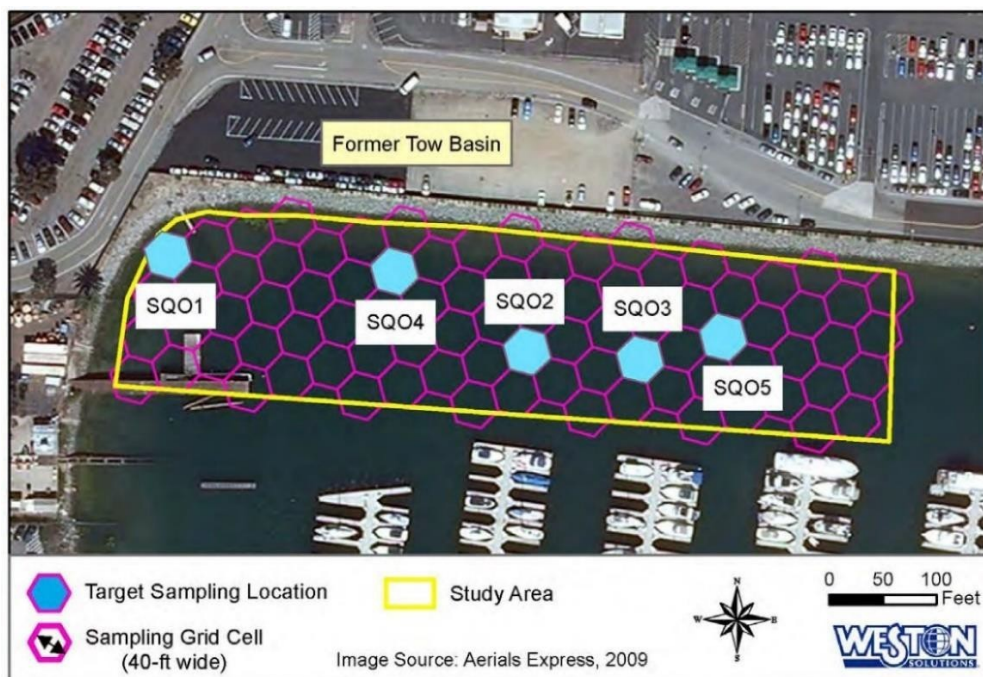 Former Tow Basin
SQO1
SQO4
SQO2
SQO3
SQO5
Target Sampling Location
Sampling Grid Cell
(40-ft wide)
Study Area
Image Source: Aerials Express, 2009
N
W
E
S
0 50 100
Feet
WESTON
SOLUTIONS